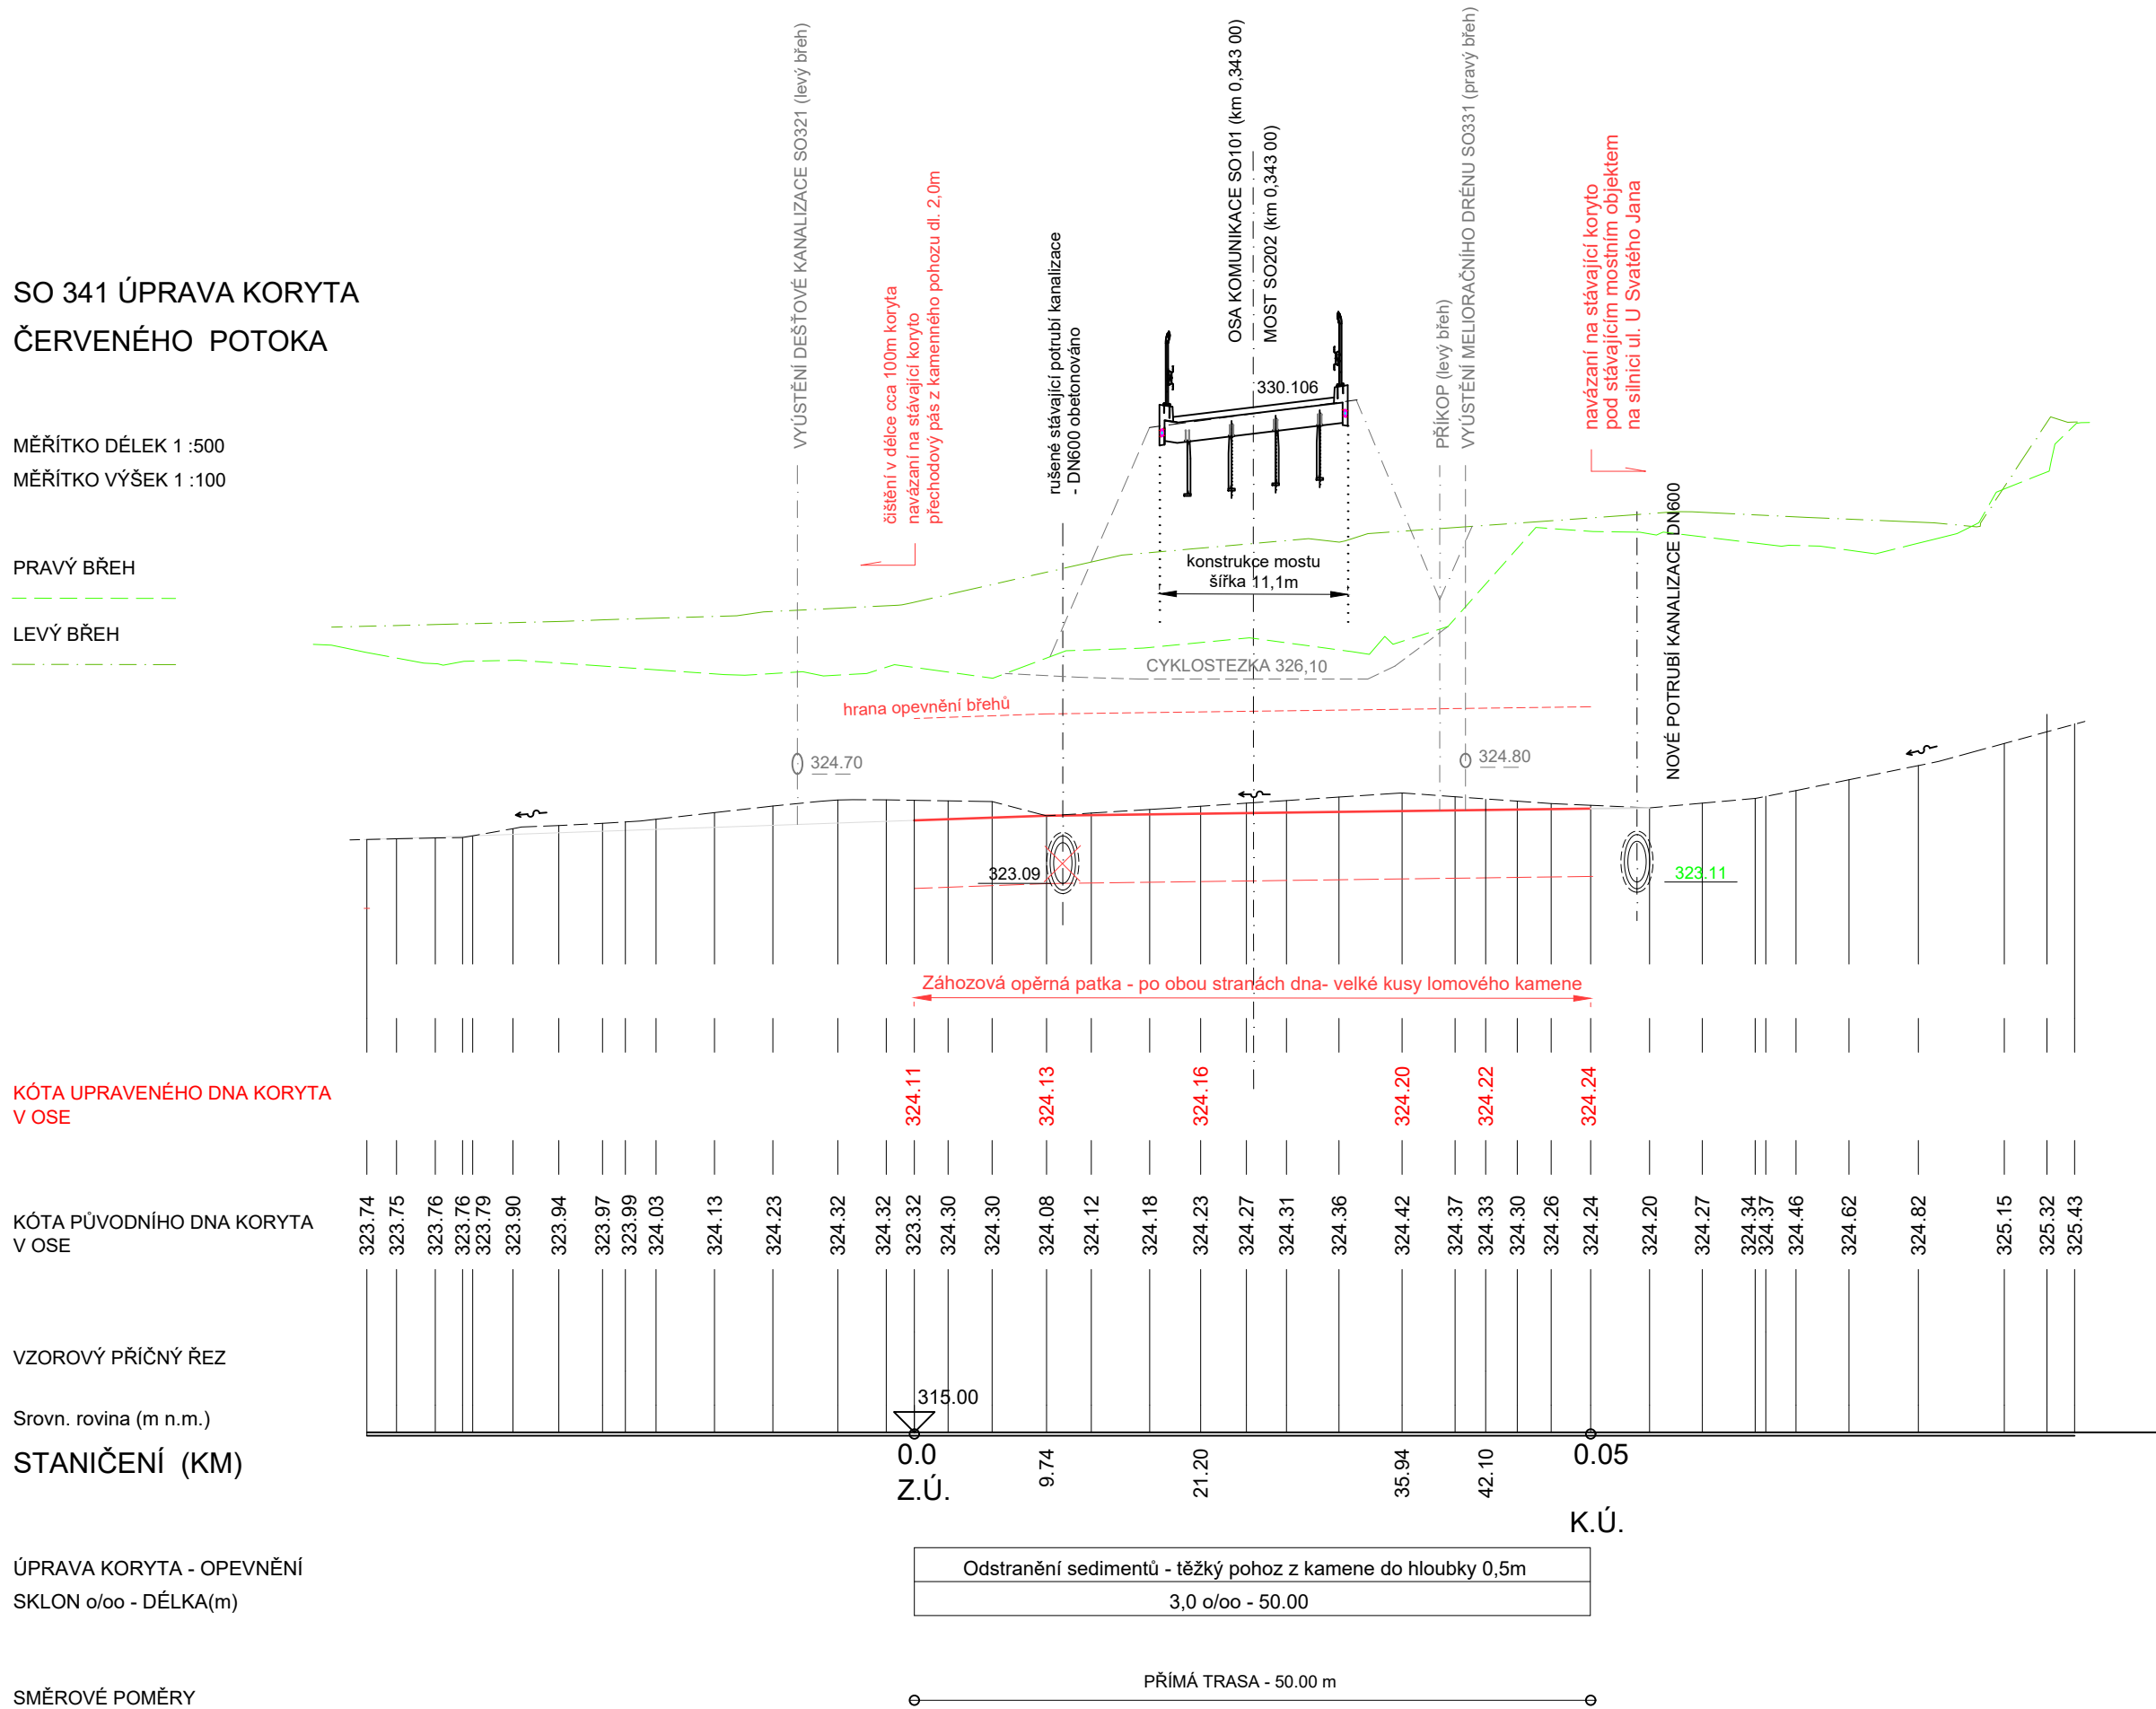 VYÚSTĚNÍ DEŠŤOVÉ KANALIZACE SO321 (levý břeh)
čištění v délce cca 100m koryta
navázaní na stávající koryto
přechodový pás z kamenného pohozu dl. 2,0m
rušené stávající potrubí kanalizace
- DN600 obetonováno
OSA KOMUNIKACE SO101 (km 0,343 00)
MOST SO202 (km 0,343 00)
PŘÍKOP (levý břeh)
VYÚSTĚNÍ MELIORAČNÍHO DRÉNU SO331 (pravý břeh)
navázaní na stávající koryto
pod stávajícím mostním objektem
na silnici ul. U Svatého Jana
SO 341 ÚPRAVA KORYTA
ČERVENÉHO POTOKA
330.106
MĚŘÍTKO DÉLEK 1 :500
MĚŘÍTKO VÝŠEK 1 :100
NOVÉ POTRUBÍ KANALIZACE DN600
PRAVÝ BŘEH
konstrukce mostu
šířka 11,1m
LEVÝ BŘEH
CYKLOSTEZKA 326,10
hrana opevnění břehů
324.70
324.80
323.09
323.11
Záhozová opěrná patka - po obou stranách dna- velké kusy lomového kamene
KÓTA UPRAVENÉHO DNA KORYTA
V OSE
324.11
324.13
324.16
324.20
324.22
324.24
KÓTA PŮVODNÍHO DNA KORYTA
V OSE
323.74
323.75
323.76
323.76
323.79
323.90
323.94
323.97
323.99
324.03
324.13
324.23
324.32
324.32
323.32
324.30
324.30
324.08
324.12
324.18
324.23
324.27
324.31
324.36
324.42
324.37
324.33
324.30
324.26
324.24
324.20
324.27
324.34
324.37
324.46
324.62
324.82
325.15
325.32
325.43
VZOROVÝ PŘÍČNÝ ŘEZ
315.00
Srovn. rovina (m n.m.)
STANIČENÍ (KM)
0.0
Z.Ú.
9.74
21.20
35.94
42.10
0.05
K.Ú.
ÚPRAVA KORYTA - OPEVNĚNÍ
Odstranění sedimentů - těžký pohoz z kamene do hloubky 0,5m
SKLON o/oo - DÉLKA(m)
3,0 o/oo - 50.00
PŘÍMÁ TRASA - 50.00 m
SMĚROVÉ POMĚRY